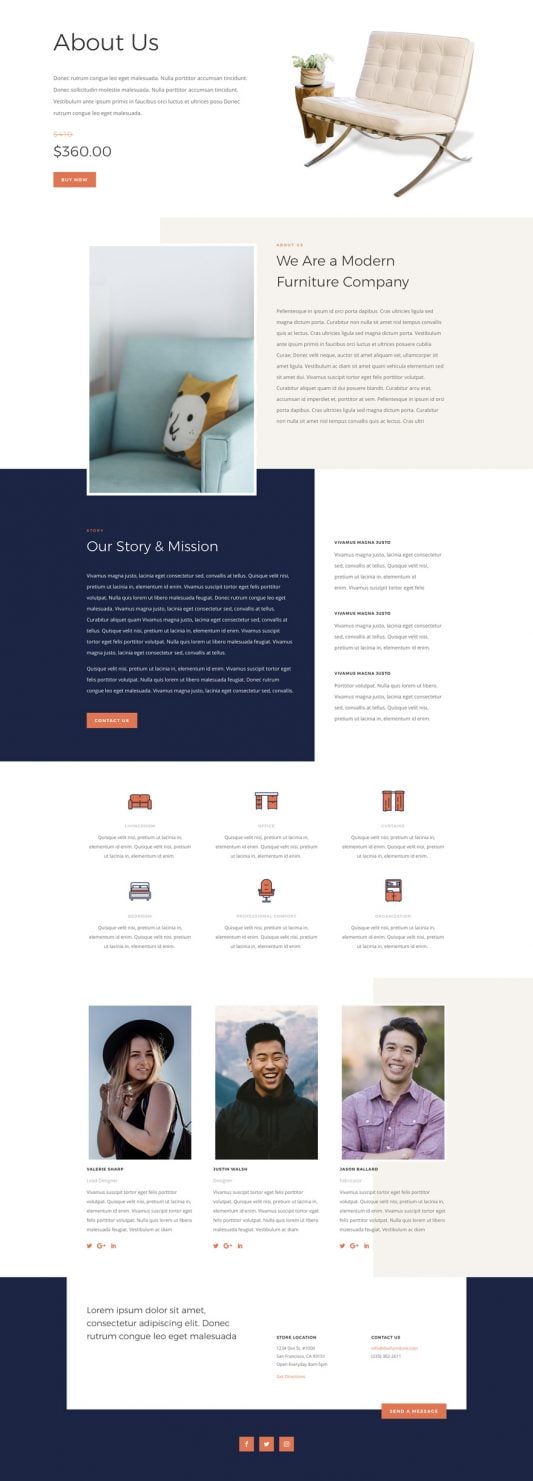 About Us
Donec rutrum congue leo eget malesuada. Nulla porttitor accumsan tincidunt.
Donec sollicitudin molestie malesuada. Nulla porttitor accumsan tincidunt.
Vestibulum ante ipsum primis in faucibus orci luctus et ultrices posu Donec
rutrum congue leo eget malesuada.
$410
$360.00
BUY NOW
ABOUT US
We Are a Modern
Furniture Company
Pellentesque in ipsum id orci porta dapibus. Cras ultricies ligula sed
magna dictum porta. Curabitur non nulla sit amet nisl tempus convallis
quis ac lectus. Cras ultricies ligula sed magna dictum porta. Vestibulum
ante ipsum primis in faucibus orci luctus et ultrices posuere cubilia
Curae; Donec velit neque, auctor sit amet aliquam vel, ullamcorper sit
amet ligula. Vestibulum ac diam sit amet quam vehicula elementum sed
sit amet dui. Vivamus suscipit tortor eget felis porttitor volutpat.
Curabitur aliquet quam id dui posuere blandit. Curabitur arcu erat,
accumsan id imperdiet et, porttitor at sem. Pellentesque in ipsum id orci
porta dapibus. Cras ultricies ligula sed magna dictum porta. Curabitur
non nulla sit amet nisl tempus convallis quis ac lectus. Cras ultri
STORY
Our Story & Mission
Vivamus magna justo, lacinia eget consectetur sed, convallis at tellus. Quisque velit nisi,
pretium ut lacinia in, elementum id enim. Vivamus suscipit tortor eget felis porttitor
volutpat. Nulla quis lorem ut libero malesuada feugiat. Donec rutrum congue leo eget
malesuada. Vivamus magna justo, lacinia eget consectetur sed, convallis at tellus.
Curabitur aliquet quam Vivamus magna justo, lacinia eget consectetur sed, convallis at
tellus. Quisque velit nisi, pretium ut lacinia in, elementum id enim. Vivamus suscipit
tortor eget felis porttitor volutpat. Nulla quis lorem ut libero malesuada feugiat. Vivamus
magna justo, lacinia eget consectetur sed, convallis at tellus.
Quisque velit nisi, pretium ut lacinia in, elementum id enim. Vivamus suscipit tortor eget
felis porttitor volutpat. Nulla quis lorem ut libero malesuada feugiat. Donec rutrum
congue leo eget malesuada. Vivamus magna justo, lacinia eget consectetur sed, convallis.
CONTACT US
VIVAMUS MAGNA JUSTO
Vivamus magna justo, lacinia eget consectetur
sed, convallis at tellus. Quisque velit nisi,
pretium ut lacinia in, elementum id
enim. Vivamus suscipit tortor eget felis
VIVAMUS MAGNA JUSTO
Vivamus magna justo, lacinia eget consectetur
sed, convallis at tellus. Quisque velit nisi,
pretium ut lacinia in, elementum id enim.
VIVAMUS MAGNA JUSTO
Porttitor volutpat. Nulla quis lorem ut libero.
sed, convallis at tellus. Quisque velit nisi,
pretium ut lacinia in, elementum id enim.
LIVINGROOM
Quisque velit nisi, pretium ut lacinia in,
elementum id enim. Quisque velit nisi, pretium
ut lacinia in, elementum id enim.
OFFICE
Quisque velit nisi, pretium ut lacinia in,
elementum id enim. Quisque velit nisi, pretium
ut lacinia in, elementum id enim.
CURTAINS
Quisque velit nisi, pretium ut lacinia in,
elementum id enim. Quisque velit nisi, pretium
ut lacinia in, elementum id enim.
BEDROOM
Quisque velit nisi, pretium ut lacinia in,
elementum id enim. Quisque velit nisi, pretium
ut lacinia in, elementum id enim.
PROFESSIONAL COMFORT
Quisque velit nisi, pretium ut lacinia in,
elementum id enim. Quisque velit nisi, pretium
ut lacinia in, elementum id enim.
ORGANIZATION
Quisque velit nisi, pretium ut lacinia in,
elementum id enim. Quisque velit nisi, pretium
ut lacinia in, elementum id enim.
VALERIE SHARP
Lead Designer
Vivamus suscipit tortor eget felis porttitor
volutpat. Quisque velit nisi, pretium ut lacinia in,
elementum id enim. Vivamus suscipit tortor eget
felis porttitor volutpat. Nulla quis lorem ut libero
malesuada feugiat. Vestibulum ac diam
JUSTIN WALSH
Designer
Vivamus suscipit tortor eget felis porttitor
volutpat. Quisque velit nisi, pretium ut lacinia in,
elementum id enim. Vivamus suscipit tortor eget
felis porttitor volutpat. Nulla quis lorem ut libero
malesuada feugiat. Vestibulum ac diam
JASON BALLARD
Fabricator
Vivamus suscipit tortor eget felis porttitor
volutpat. Quisque velit nisi, pretium ut lacinia in,
elementum id enim. Vivamus suscipit tortor eget
felis porttitor volutpat. Nulla quis lorem ut libero
malesuada feugiat. Vestibulum ac diam
Lorem ipsum dolor sit amet,
consectetur adipiscing elit. Donec
rutrum congue leo eget malesuada
STORE LOCATION
1234 Divi St. #1000
San Francisco, CA 93151
Open Everyday 8am-5pm
Get Directions
CONTACT US
info@divifurniture.com
(235) 352-2611
SEND A MESSAGE